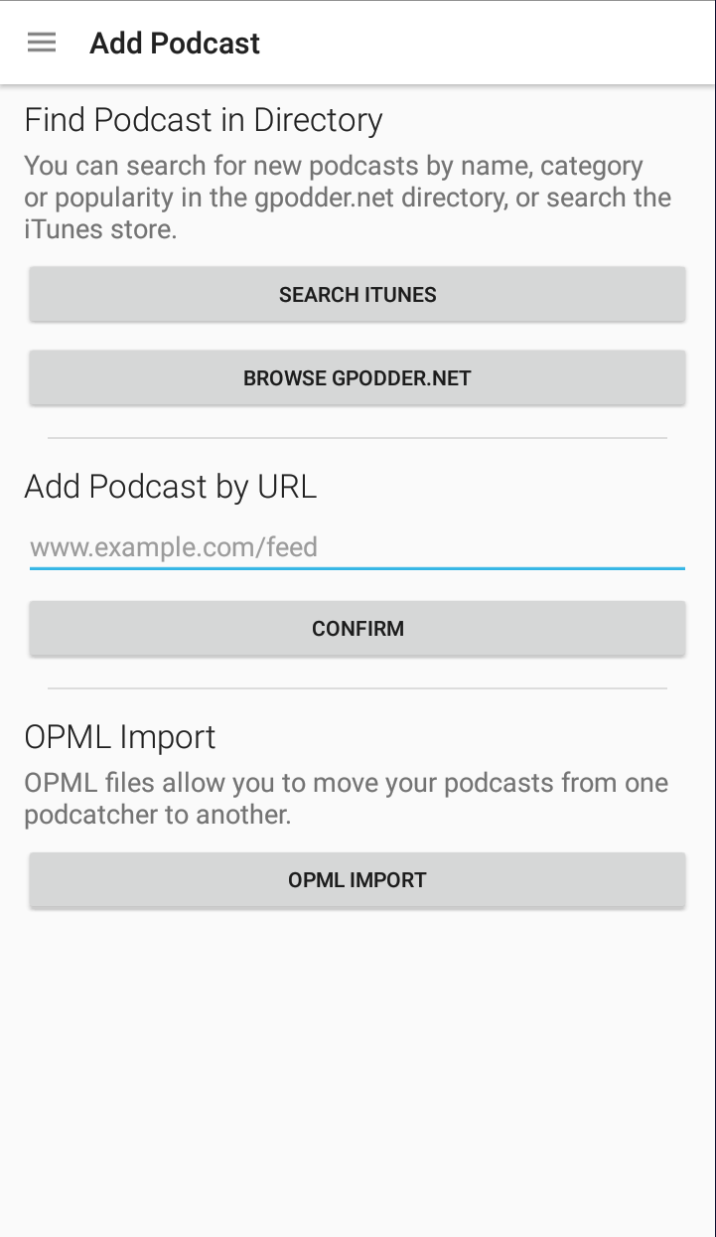 Add Podcast
Find Podcast in Directory
You can search for new podcasts by name, category
or popularity in the gpodder.net directory, or search the
iTunes store.
SEARCH ITUNES
BROWSE GPODDER.NET
Add Podcast by URL
www.example.com/feed
CONFIRM
OPML Import
OPML files allow you to move your podcasts from one
podcatcher to another.
OPML IMPORT